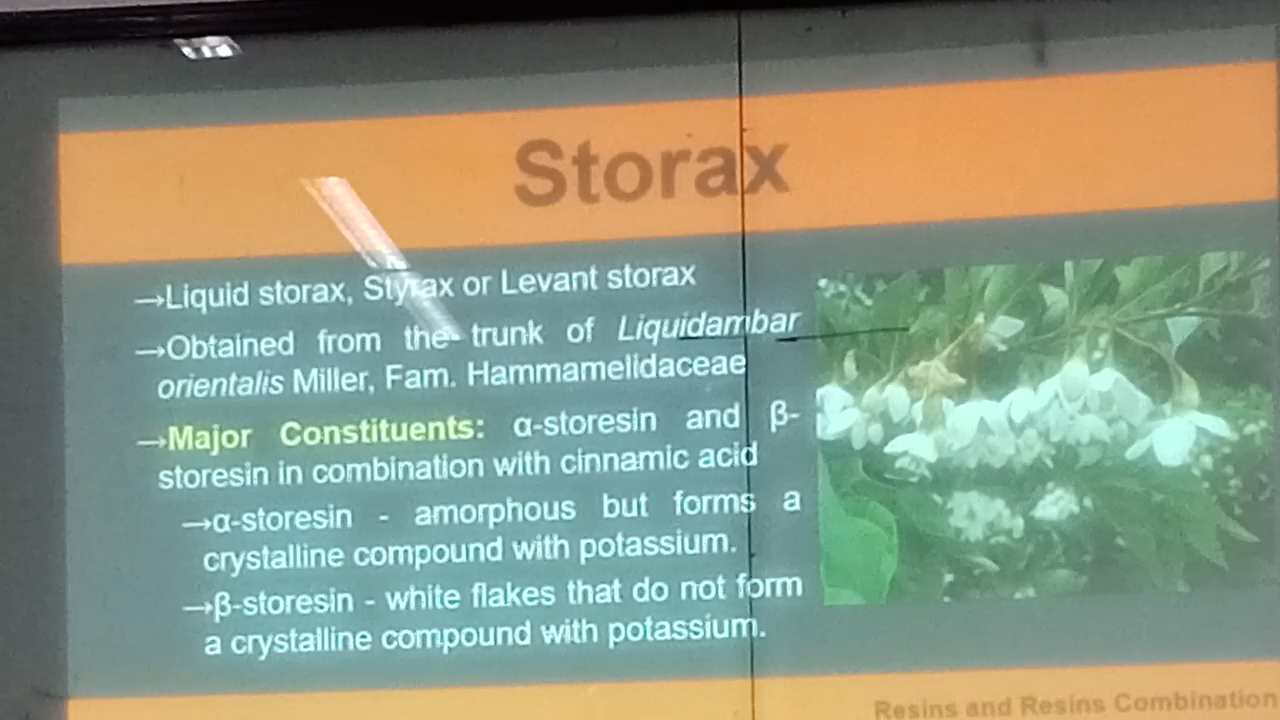 Storax
→Liquid storax, Styrax or Levant storax
→Obtained from the trunk of Liquidambar
orientalis Miller, Fam. Hammamelidaceae
→Major Constituents: α-storesin and β-
storesin in combination with cinnamic acid
→α-storesin - amorphous but forms a
crystalline compound with potassium.
→β-storesin - white flakes that do not form
a crystalline compound with potassium.
Resins and Resins Combination